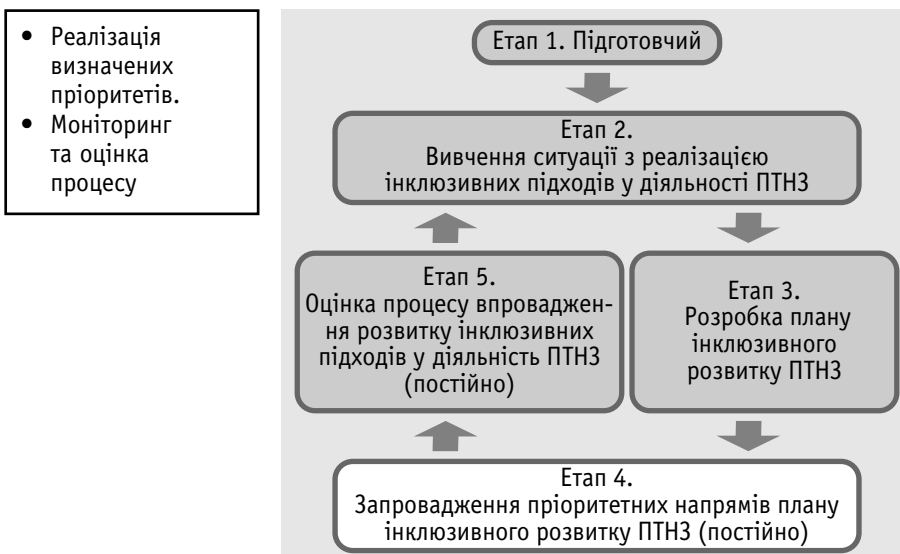 • Реалізація
визначених
пріоритетів.
• Моніторинг
та оцінка
процесу
Етап 1. Підготовчий
Етап 2.
Вивчення ситуації з реалізацією
інклюзивних підходів у діяльності ПТНЗ
Етап 5.
Оцінка процесу впроваджен-
ня розвитку інклюзивних
підходів у діяльність ПТНЗ
(постійно)
Етап 3.
Розробка плану
інклюзивного
розвитку ПТНЗ
Етап 4.
Запровадження пріоритетних напрямів плану
інклюзивного розвитку ПТНЗ (постійно)